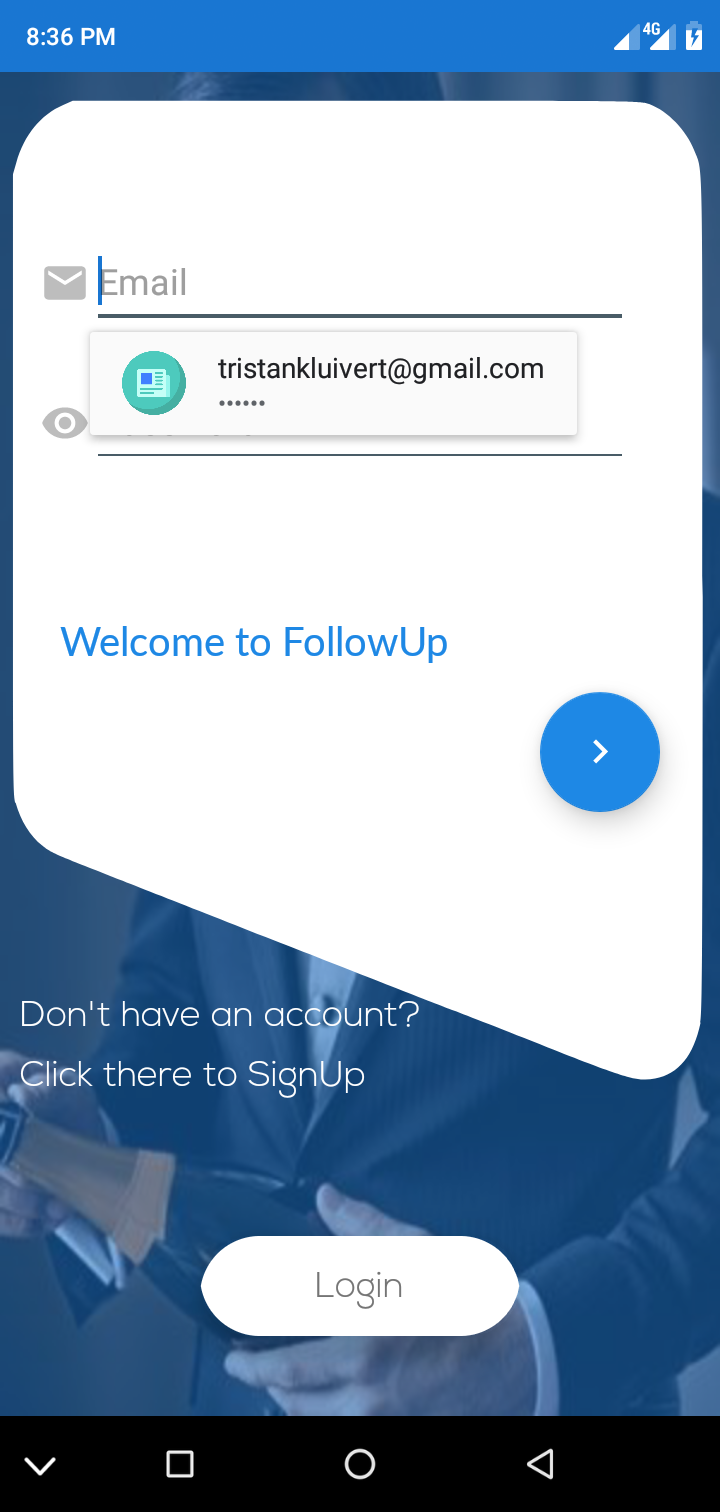 8:36 PM
4G
Email
tristankluivert@gmail.com
••••••
Welcome to FollowUp
Don't have an account?
Click there to SignUp
Login